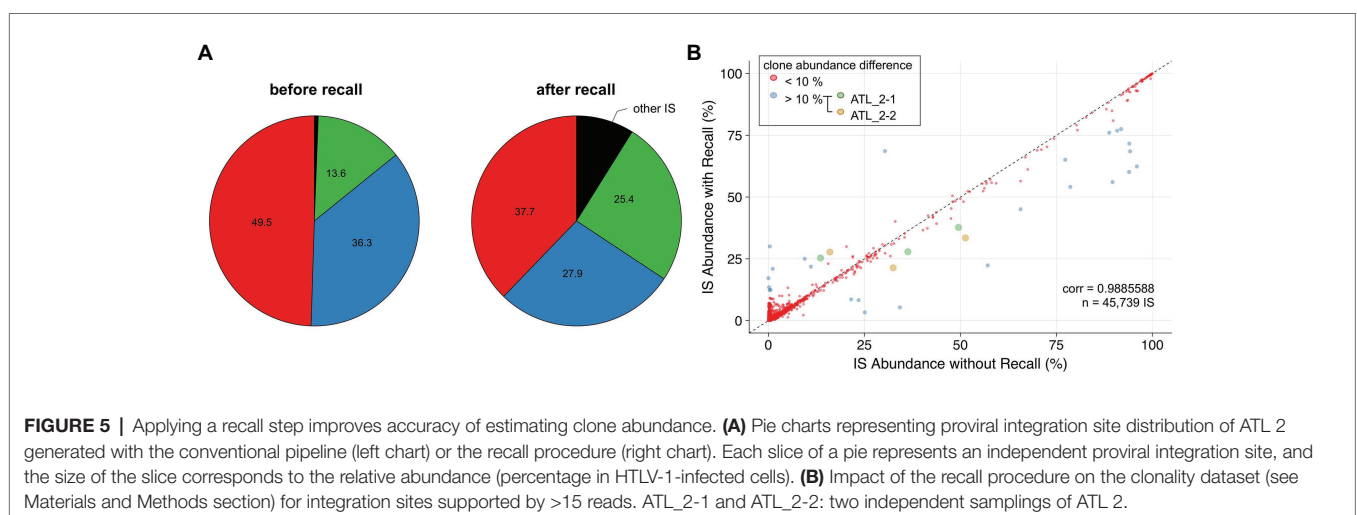 A
before recall
13.6
49.5
36.3
after recall
other IS
25.4
37.7
27.9
B
clone abundance difference
< 10 %
> 10 %
ATL_2-1
ATL_2-2
IS Abundance with Recall (%)
100
75
50
25
0
corr = 0.9885588
n = 45,739 IS
0
25
50
75
100
IS Abundance without Recall (%)
FIGURE 5 | Applying a recall step improves accuracy of estimating clone abundance. (A) Pie charts representing proviral integration site distribution of ATL 2
generated with the conventional pipeline (left chart) or the recall procedure (right chart). Each slice of a pie represents an independent proviral integration site, and
the size of the slice corresponds to the relative abundance (percentage in HTLV-1-infected cells). (B) Impact of the recall procedure on the clonality dataset (see
Materials and Methods section) for integration sites supported by >15 reads. ATL_2-1 and ATL_2-2: two independent samplings of ATL 2.